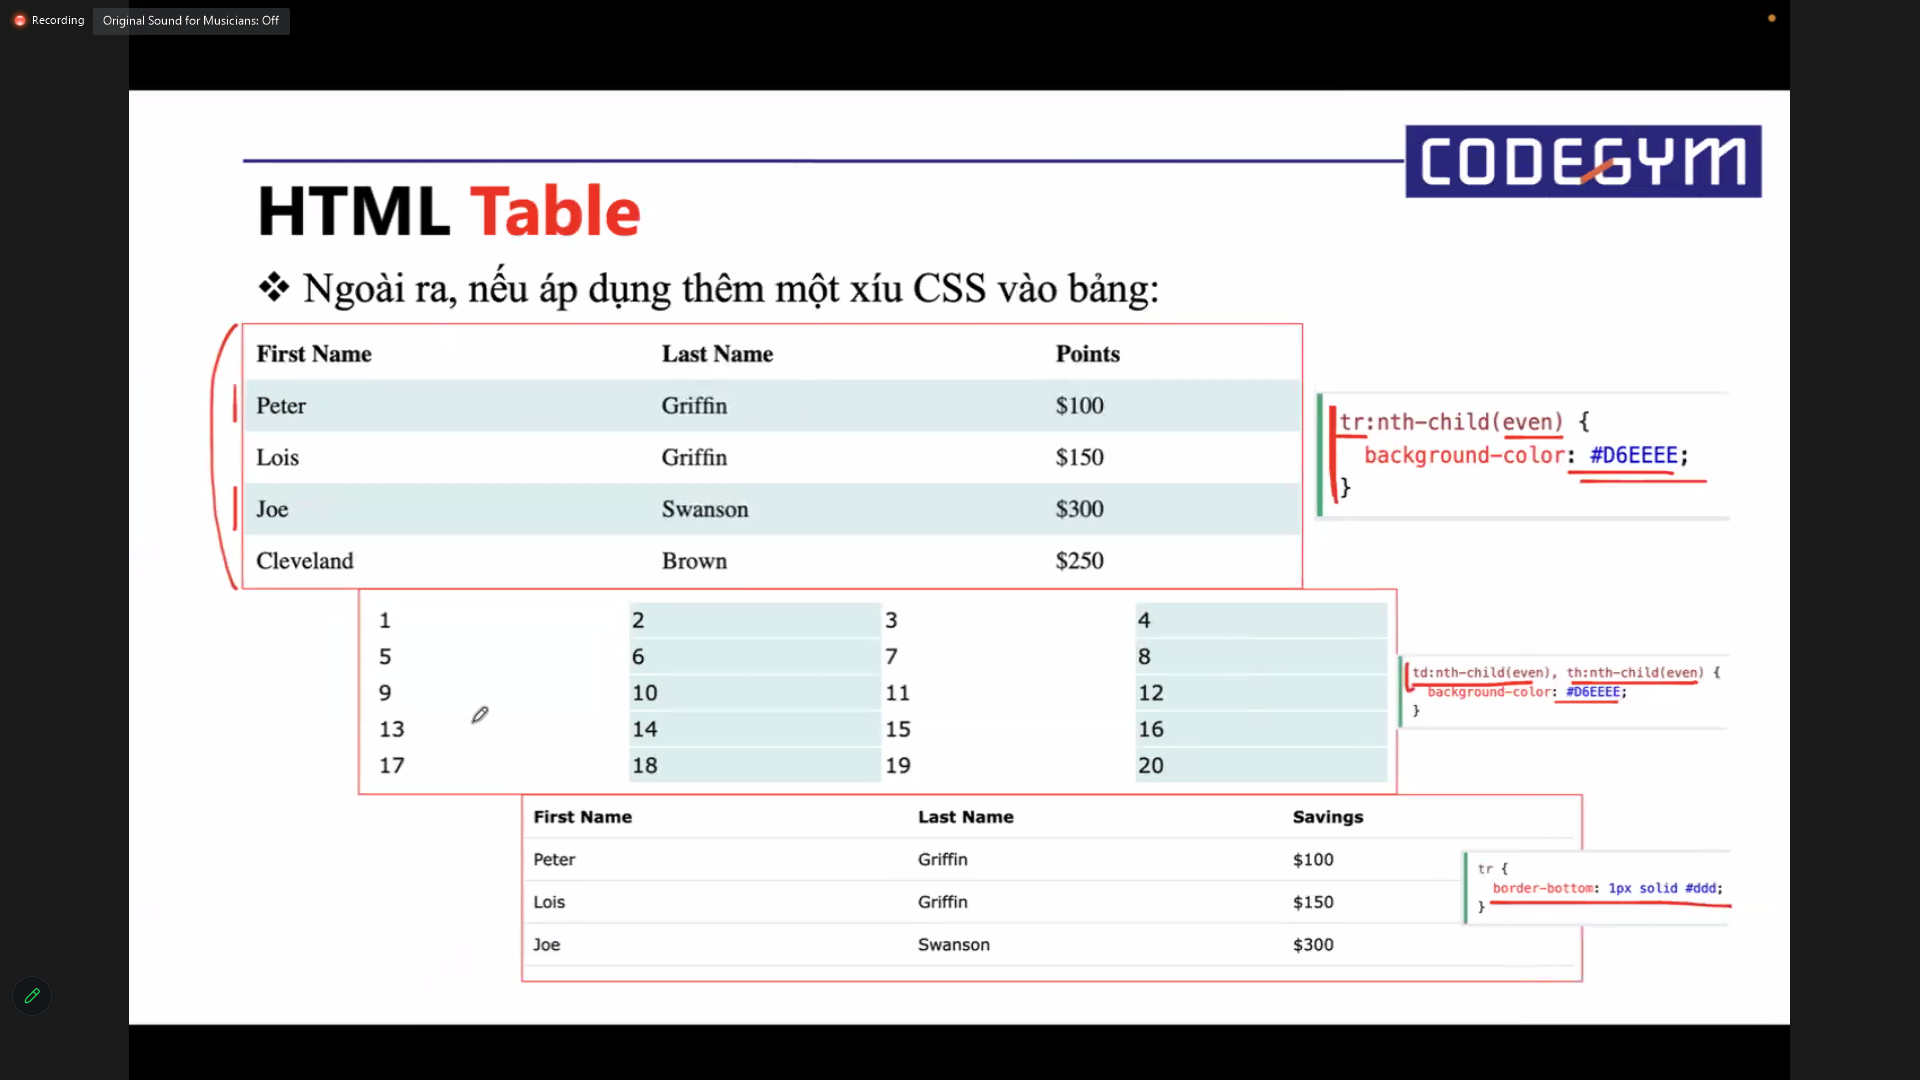 Recording
Original Sound for Musicians: Off
CODEGYM
HTML Table
❖ Ngoài ra, nếu áp dụng thêm một xíu CSS vào bảng:
First Name Last Name Points
Peter Griffin $100
Lois Griffin $150
Joe Swanson $300
Cleveland Brown $250
tr:nth-child(even) {
background-color: #D6EEEE;
}
1 2 3 4
5 6 7 8
9 10 11 12
13 14 15 16
17 18 19 20
td:nth-child(even), th:nth-child(even) {
background-color: #D6EEEE;
}
First Name Last Name Savings
Peter Griffin $100
Lois Griffin $150
Joe Swanson $300
tr {
border-bottom: 1px solid #ddd;
}